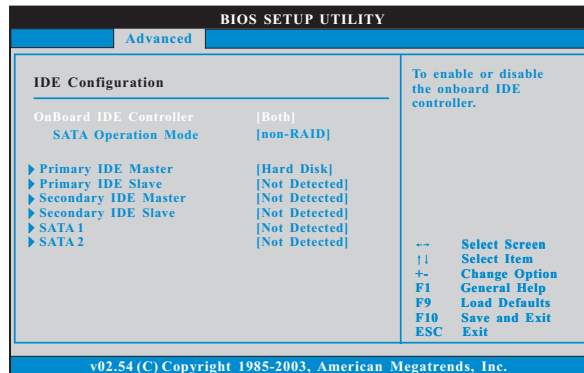 BIOS SETUP UTILITY
Advanced
IDE Configuration
OnBoard IDE Controller [Both]
SATA Operation Mode [non-RAID]
Primary IDE Master [Hard Disk]
Primary IDE Slave [Not Detected]
Secondary IDE Master [Not Detected]
Secondary IDE Slave [Not Detected]
SATA 1 [Not Detected]
SATA 2 [Not Detected]
To enable or disable
the onboard IDE
controller.
←→ Select Screen
↑↓ Select Item
+- Change Option
F1 General Help
F9 Load Defaults
F10 Save and Exit
ESC Exit
v02.54 (C) Copyright 1985-2003, American Megatrends, Inc.